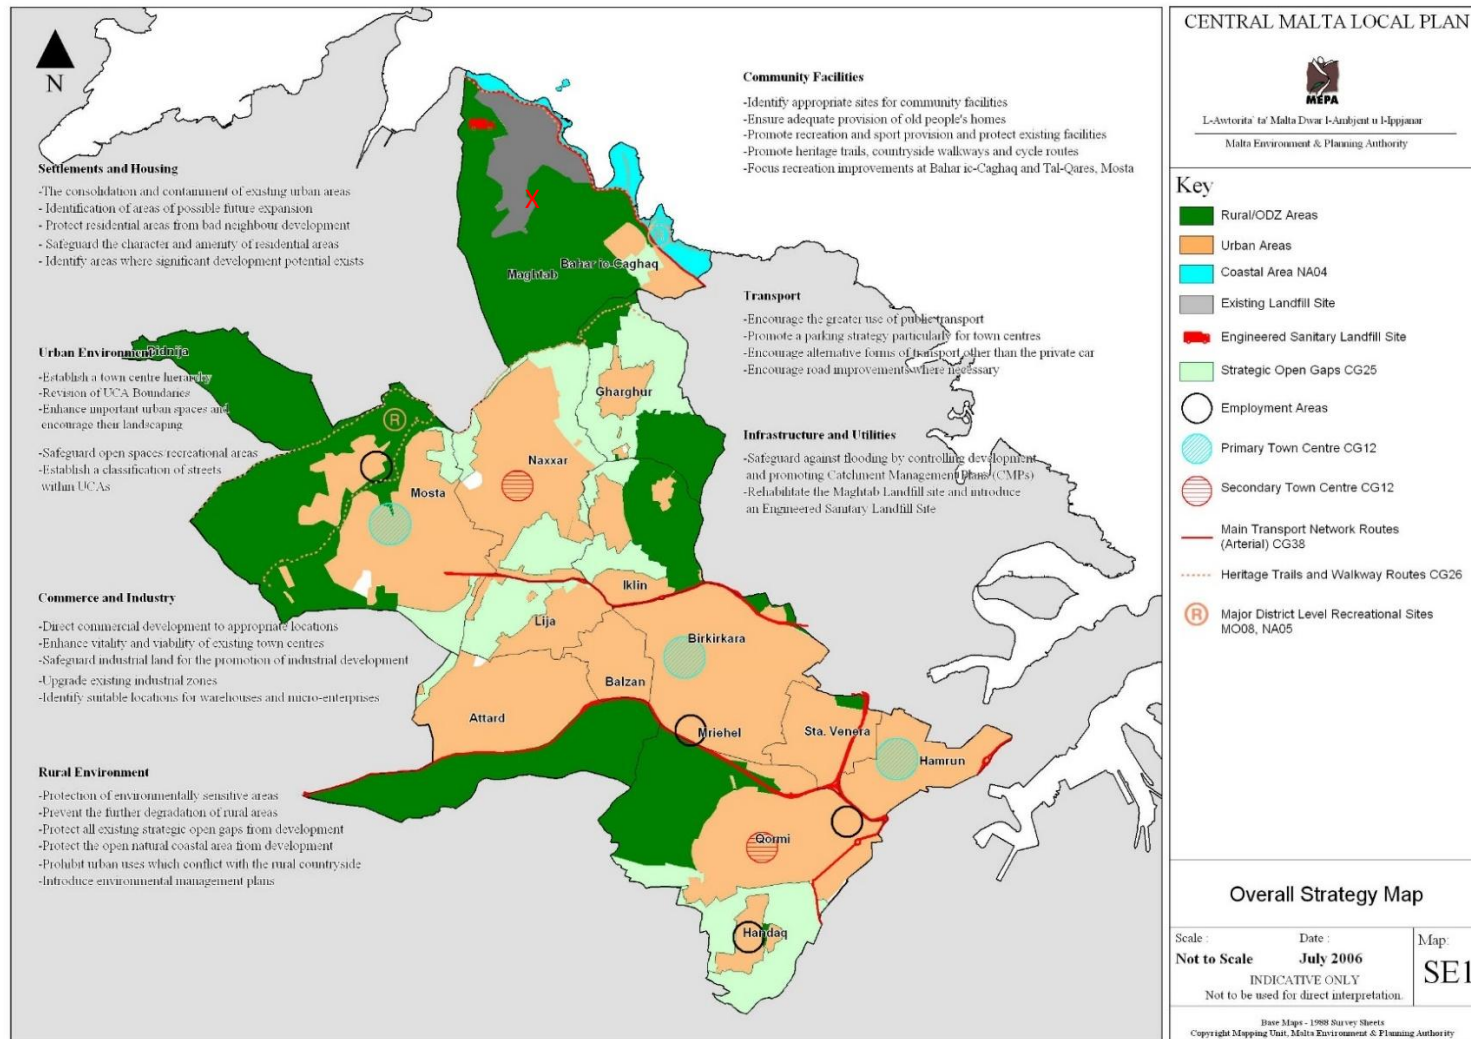 N
Settlements and Housing
-The consolidation and containment of existing urban areas
- Identification of areas of possible future expansion
- Protect residential areas from bad neighbour development
- Safeguard the character and amenity of residential areas
- Identify areas where significant development potential exists
Urban Environment
-Establish a town centre hierarchy
-Revision of UCA Boundaries
-Enhance important urban spaces and
encourage their landscaping
-Safeguard open spaces/recreational areas
-Establish a classification of streets
within UCAs
Commerce and Industry
-Direct commercial development to appropriate locations
-Enhance vitality and viability of existing town centres
-Safeguard industrial land for the promotion of industrial development
-Upgrade existing industrial zones
-Identify suitable locations for warehouses and micro-enterprises
Rural Environment
-Protection of environmentally sensitive areas
-Prevent the further degradation of rural areas
-Protect all existing strategic open gaps from development
-Protect the open natural coastal area from development
-Prohibit urban uses which conflict with the rural countryside
-Introduce environmental management plans
Community Facilities
-Identify appropriate sites for community facilities
-Ensure adequate provision of old people's homes
-Promote recreation and sport provision and protect existing facilities
-Promote heritage trails, countryside walkways and cycle routes
-Focus recreation improvements at Bahar ic-Caghaq and Tal-Qares, Mosta
Transport
-Encourage the greater use of public transport
-Promote a parking strategy particularly for town centres
-Encourage alternative forms of transport other than the private car
-Encourage road improvements where necessary
Infrastructure and Utilities
-Safeguard against flooding by controlling development
and promoting Catchment Management Plans (CMPs)
-Rehabilitate the Maghtab Landfill site and introduce
an Engineered Sanitary Landfill Site
X
R
Bahar ic-Caghaq
Maghtab
Bidnija
R
Gharghur
Naxxar
Mosta
Iklin
Lija
Birkirkara
Balzan
Attard
Mriehel
Sta. Venera
Hamrun
Qormi
Handaq
CENTRAL MALTA LOCAL PLAN
MEPA
L-Awtorita` ta' Malta Dwar l-Ambjent u l-Ippjanar
Malta Environment & Planning Authority
Key
Rural/ODZ Areas
Urban Areas
Coastal Area NA04
Existing Landfill Site
Engineered Sanitary Landfill Site
Strategic Open Gaps CG25
Employment Areas
Primary Town Centre CG12
Secondary Town Centre CG12
Main Transport Network Routes
(Arterial) CG38
Heritage Trails and Walkway Routes CG26
R
Major District Level Recreational Sites
MO08, NA05
Overall Strategy Map
Scale : Date : Map:
Not to Scale July 2006 SE1
INDICATIVE ONLY
Not to be used for direct interpretation.
Base Maps - 1988 Survey Sheets
Copyright Mapping Unit, Malta Environment & Planning Authority